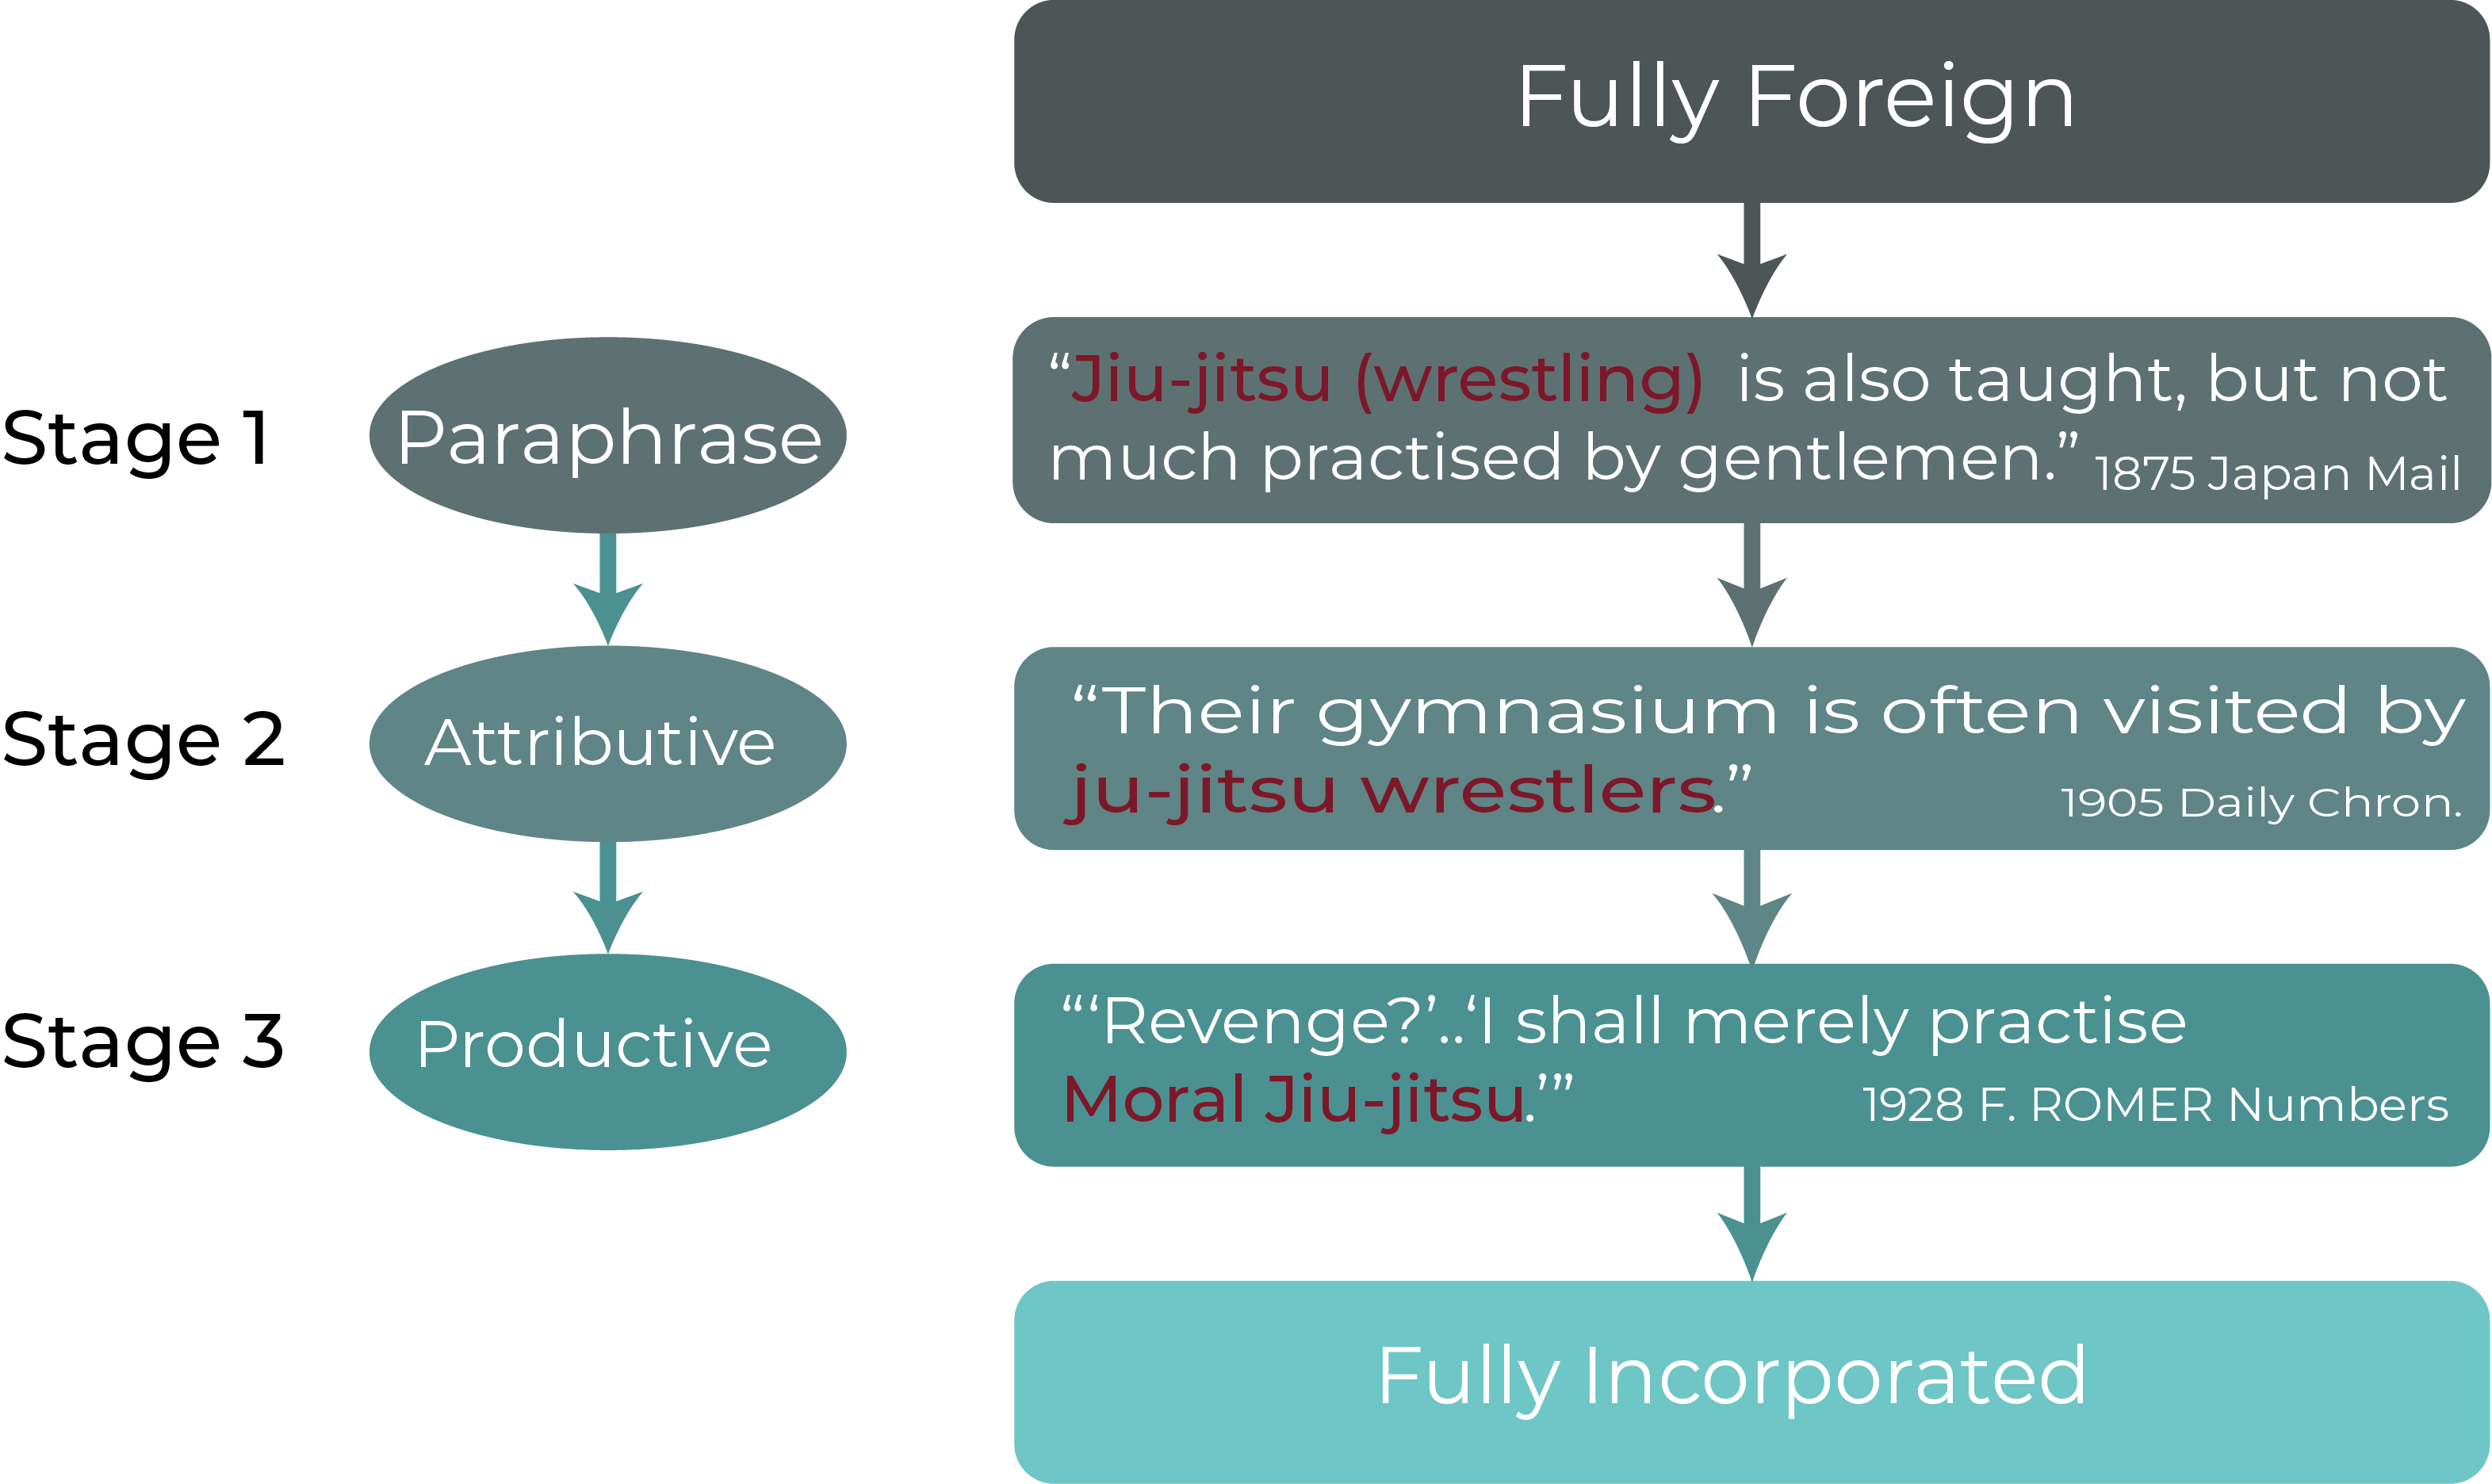 Fully Foreign
Stage 1
Paraphrase
“Jiu-jitsu (wrestling) is also taught, but not
much practised by gentlemen.” 1875 Japan Mail
Stage 2
Attributive
“Their gymnasium is often visited by
ju-jitsu wrestlers.”
1905 Daily Chron.
Stage 3
Productive
“‘Revenge?’..‘I shall merely practise
Moral Jiu-jitsu.’”
1928 F. ROMER Numbers
Fully Incorporated